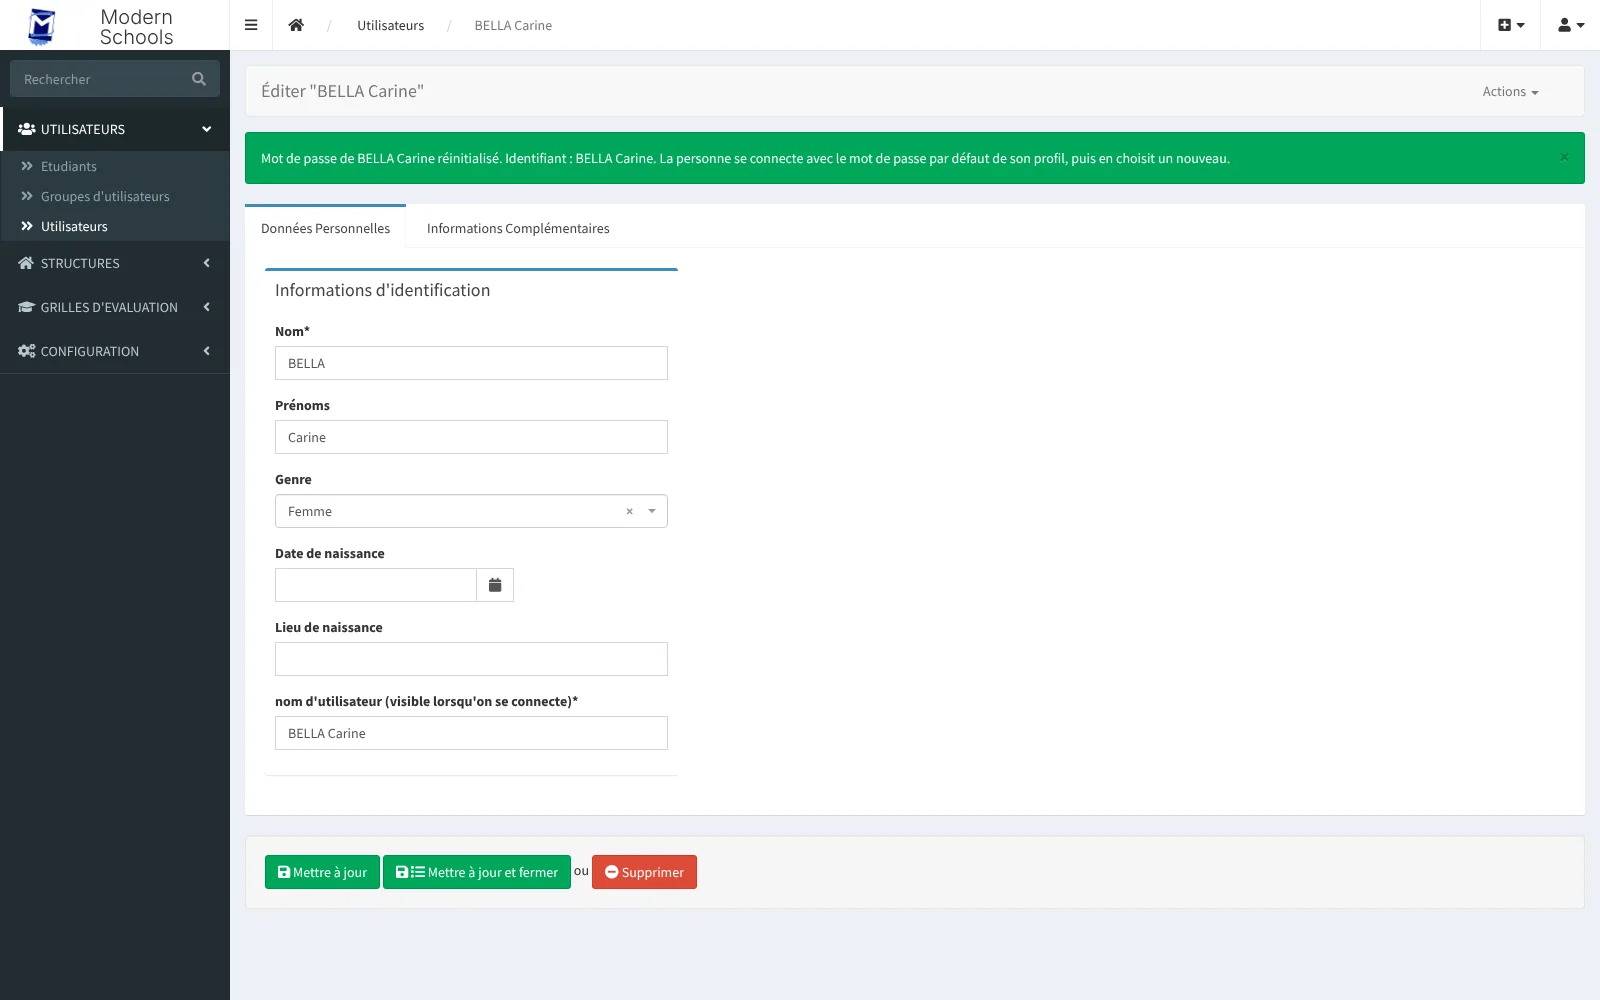 Modern
Schools
/ Utilisateurs / BELLA Carine
Rechercher
UTILISATEURS
Etudiants
Groupes d'utilisateurs
Utilisateurs
STRUCTURES
GRILLES D'EVALUATION
CONFIGURATION
Éditer "BELLA Carine"
Actions
Mot de passe de BELLA Carine réinitialisé. Identifiant : BELLA Carine. La personne se connecte avec le mot de passe par défaut de son profil, puis en choisit un nouveau.
×
Données Personnelles
Informations Complémentaires
Informations d'identification
Nom*
BELLA
Prénoms
Carine
Genre
Femme ×
Date de naissance
Lieu de naissance
nom d'utilisateur (visible lorsqu'on se connecte)*
BELLA Carine
Mettre à jour Mettre à jour et fermer ou Supprimer